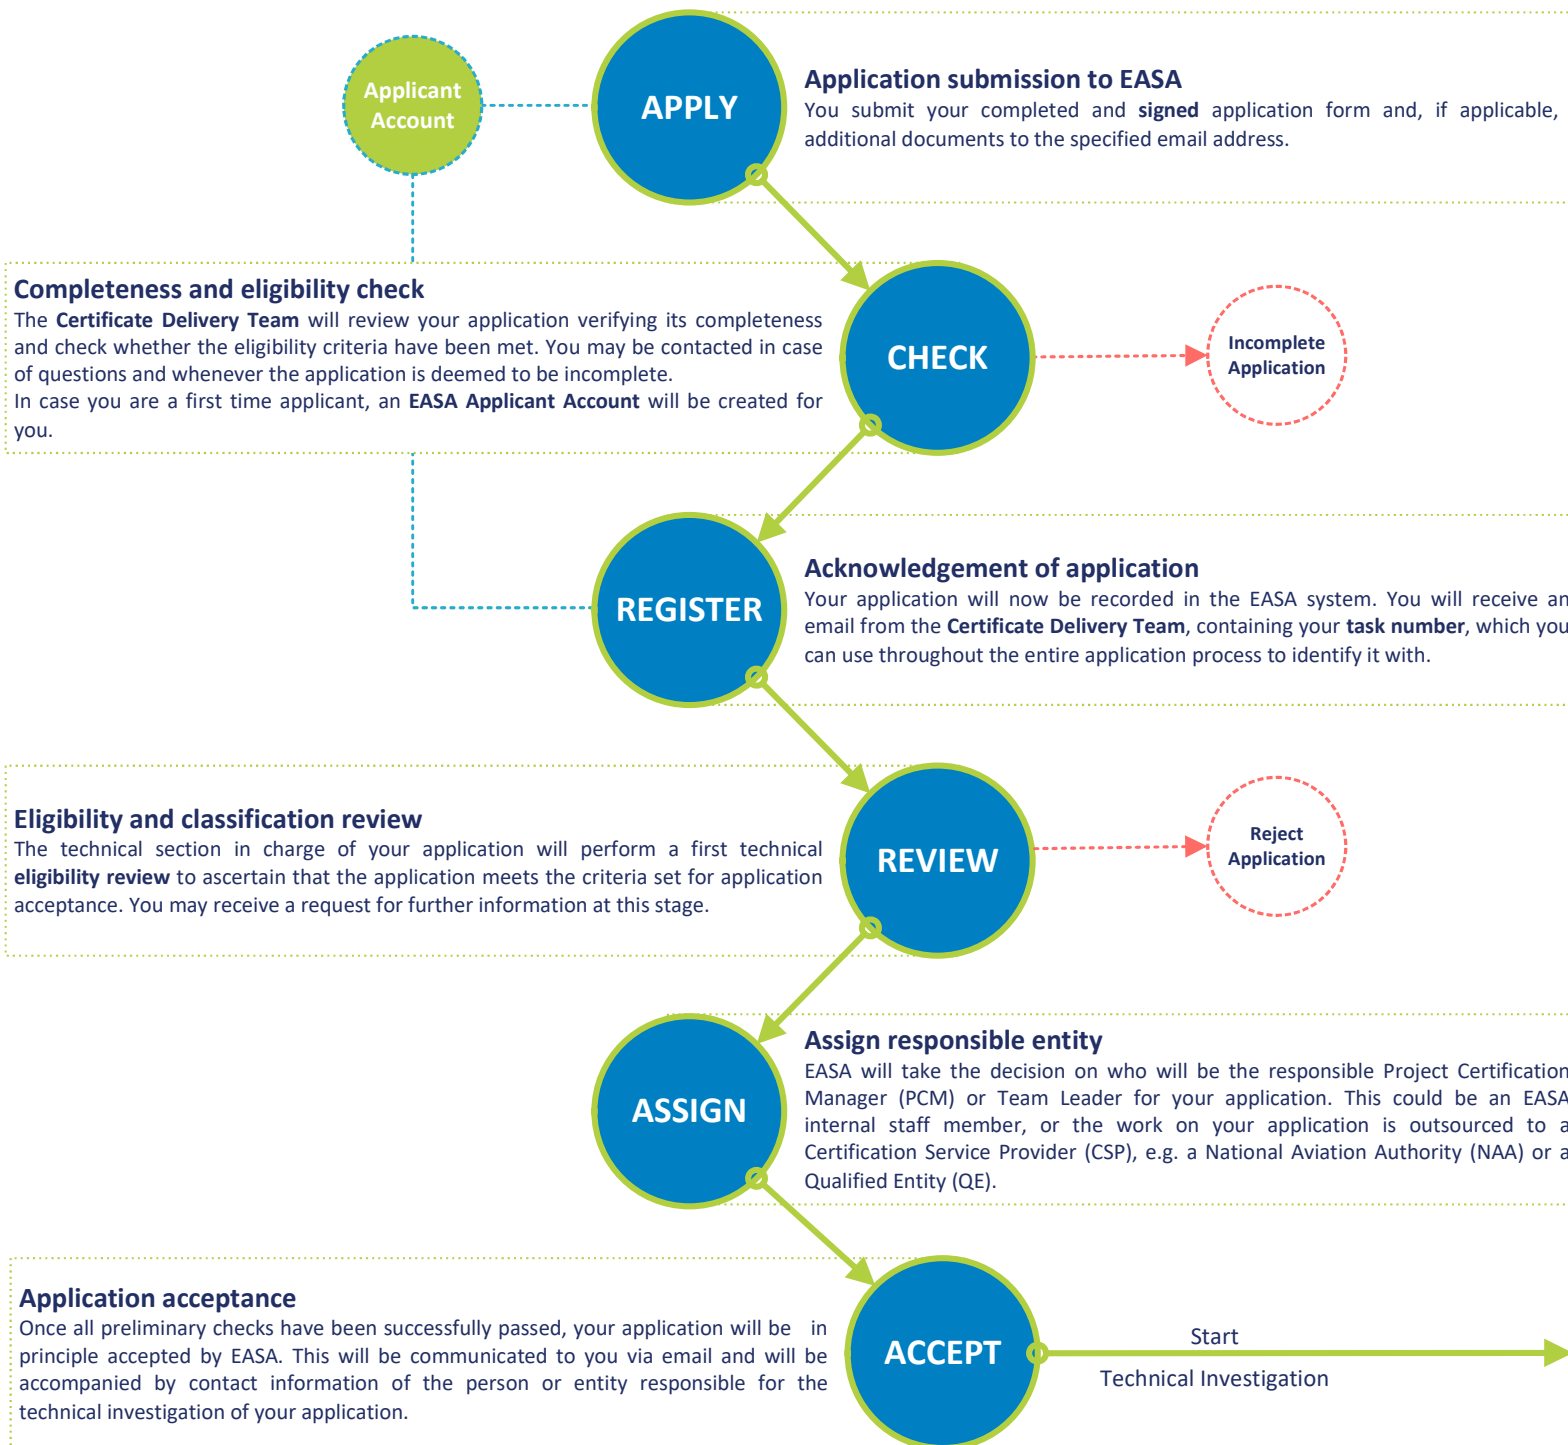 Applicant
Account
APPLY
Application submission to EASA
You submit your completed and signed application form and, if applicable,
additional documents to the specified email address.
Completeness and eligibility check
The Certificate Delivery Team will review your application verifying its completeness
and check whether the eligibility criteria have been met. You may be contacted in case
of questions and whenever the application is deemed to be incomplete.
In case you are a first time applicant, an EASA Applicant Account will be created for
you.
CHECK
Incomplete
Application
REGISTER
Acknowledgement of application
Your application will now be recorded in the EASA system. You will receive an
email from the Certificate Delivery Team, containing your task number, which you
can use throughout the entire application process to identify it with.
Eligibility and classification review
The technical section in charge of your application will perform a first technical
eligibility review to ascertain that the application meets the criteria set for application
acceptance. You may receive a request for further information at this stage.
REVIEW
Reject
Application
ASSIGN
Assign responsible entity
EASA will take the decision on who will be the responsible Project Certification
Manager (PCM) or Team Leader for your application. This could be an EASA
internal staff member, or the work on your application is outsourced to a
Certification Service Provider (CSP), e.g. a National Aviation Authority (NAA) or a
Qualified Entity (QE).
Application acceptance
Once all preliminary checks have been successfully passed, your application will be in
principle accepted by EASA. This will be communicated to you via email and will be
accompanied by contact information of the person or entity responsible for the
technical investigation of your application.
ACCEPT
Start
Technical Investigation